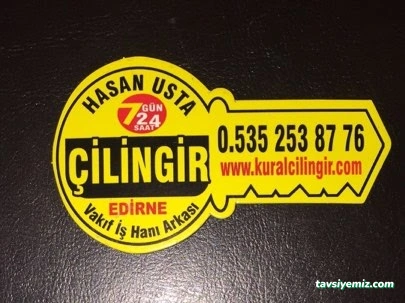 HASAN USTA
7 GÜN
24 SAAT
ÇİLİNGİR
EDİRNE
Vakıf İş Hanı Arkası
0.535 253 87 76
www.kuralcilingir.com
tavsiyemiz.com